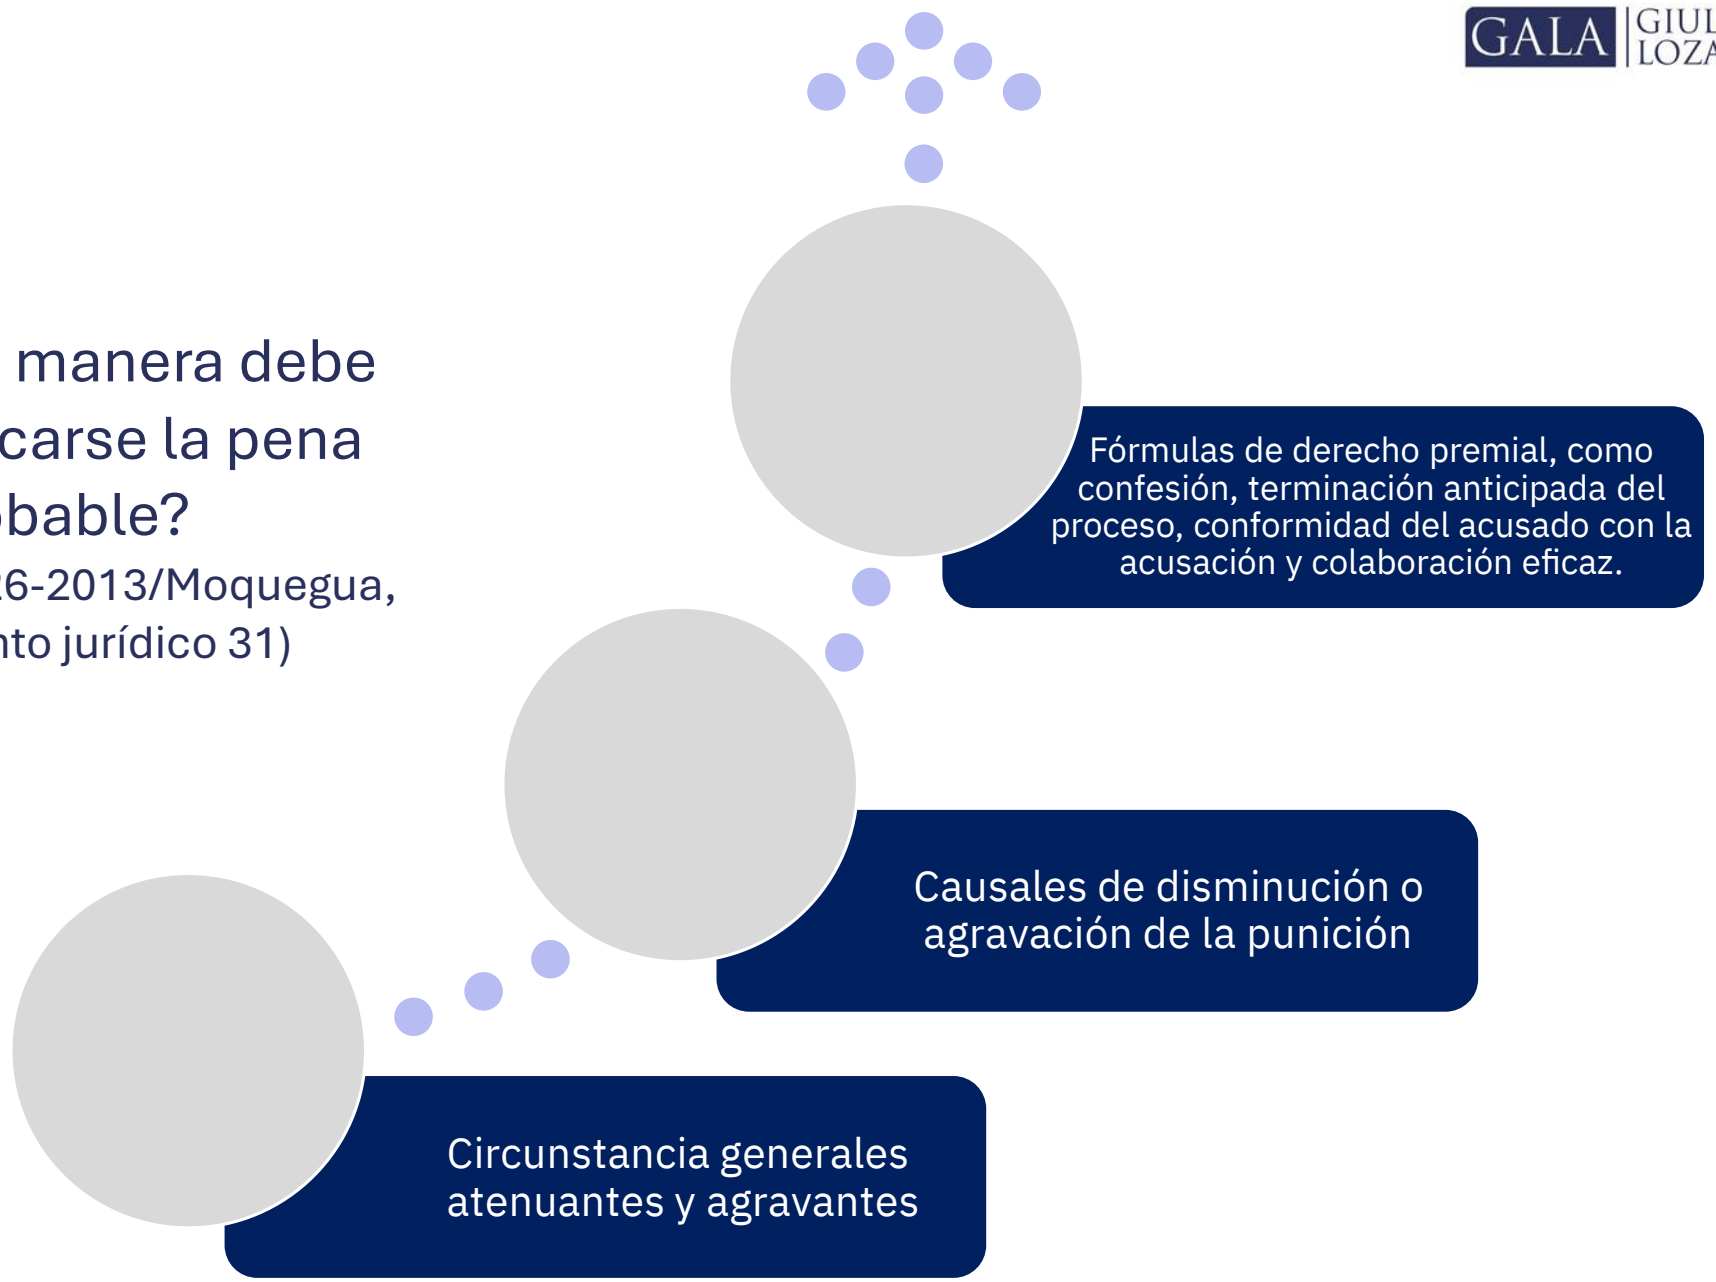 GALA
GIUL
LOZA
manera debe
carse la pena
obable?
26-2013/Moquegua,
nto jurídico 31)
Fórmulas de derecho premial, como
confesión, terminación anticipada del
proceso, conformidad del acusado con la
acusación y colaboración eficaz.
Causales de disminución o
agravación de la punición
Circunstancia generales
atenuantes y agravantes